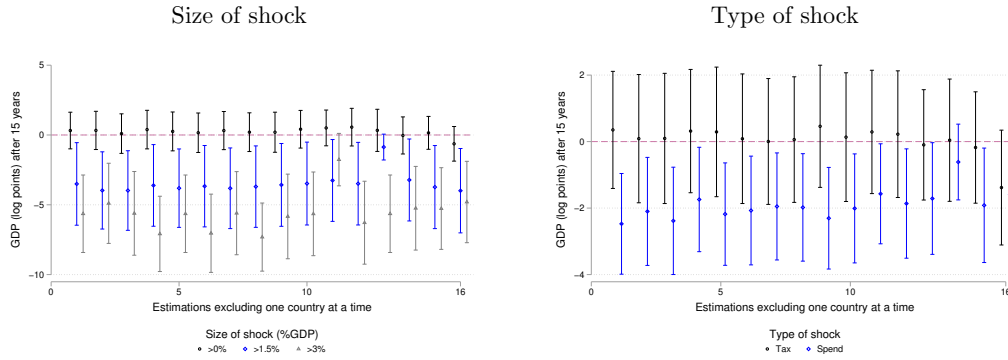 Size of shock
GDP (log points) after 15 years
5
0
−5
−10
0
5
10
16
Estimations excluding one country at a time
Size of shock (%GDP)
>0%
>1.5%
>3%
Type of shock
GDP (log points) after 15 years
2
0
−2
−4
0
5
10
16
Estimations excluding one country at a time
Type of shock
Tax
Spend